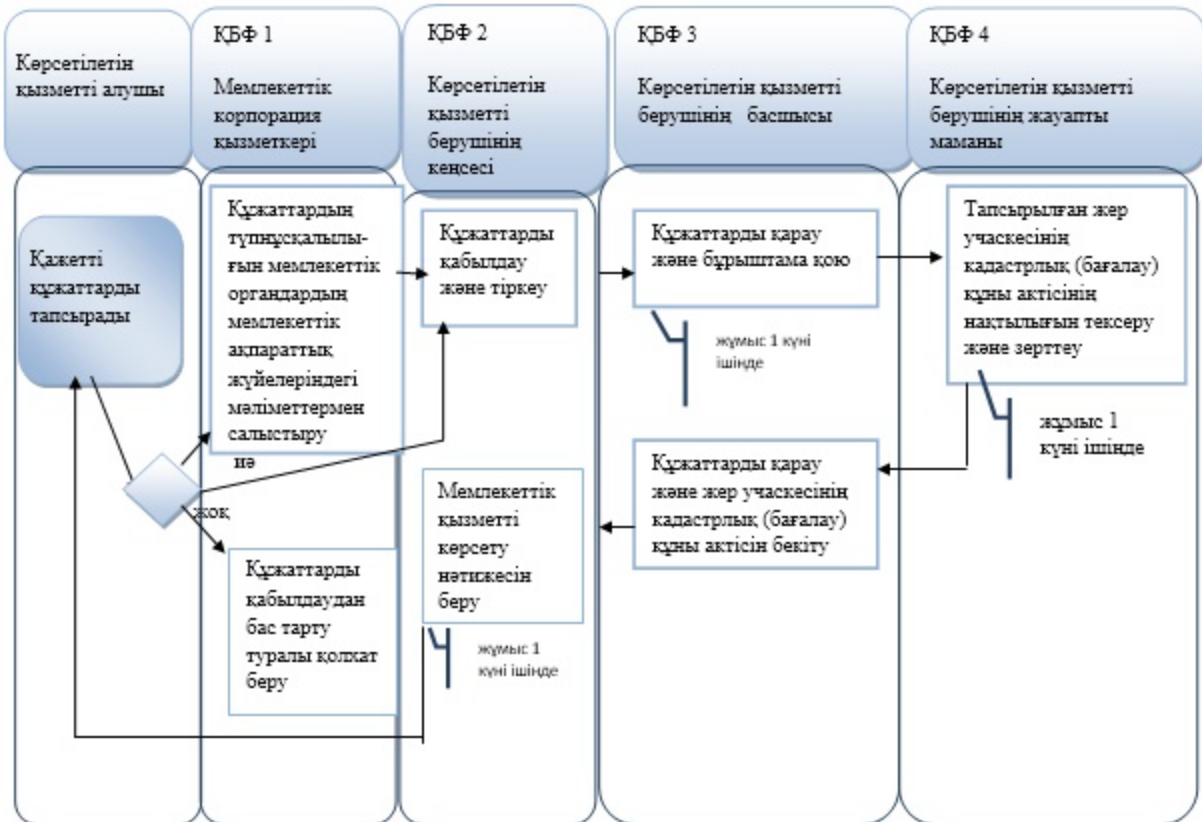 Көрсетілетін
қызметті алушы
ҚБФ 1
Мемлекеттік
корпорация
қызметкері
ҚБФ 2
Көрсетілетін
қызметті
берушінің
кеңсесі
ҚБФ 3
Көрсетілетін қызметті
берушінің басшысы
ҚБФ 4
Көрсетілетін қызметті
берушінің жауапты
маманы
Қажетті
құжаттарды
тапсырады
Құжаттардың
түпнұсқалылы-
ғын мемлекеттік
органдардың
мемлекеттік
ақпараттық
жүйелеріндегі
мәліметтермен
салыстыру
иә
Құжаттарды
қабылдау
және тіркеу
Құжаттарды қарау
және бұрыштама қою
жұмыс 1 күні
ішінде
Тапсырылған жер
учаскесінің
кадастрлық (бағалау)
құны актісінің
нақтылығын тексеру
және зерттеу
жұмыс 1
күні ішінде
Құжаттарды қарау
және жер учаскесінің
кадастрлық (бағалау)
құны актісін бекіту
Мемлекеттік
қызметті
көрсету
нәтижесін
беру
жұмыс 1
күні ішінде
жоқ
Құжаттарды
қабылдаудан
бас тарту
туралы қолхат
беру